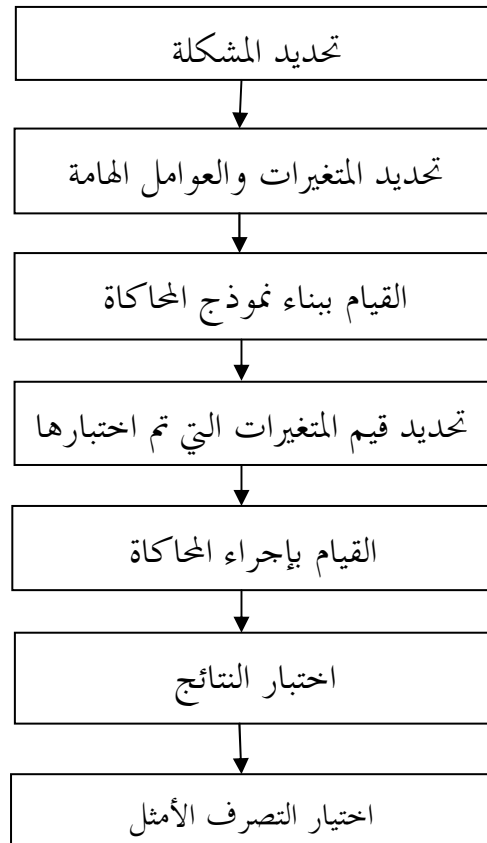 تحديد المشكلة
تحديد المتغيرات والعوامل الهامة
القيام ببناء نموذج المحاكاة
تحديد قيم المتغيرات التي تم اختبارها
القيام بإجراء المحاكاة
اختبار النتائج
اختيار التصرف الأمثل